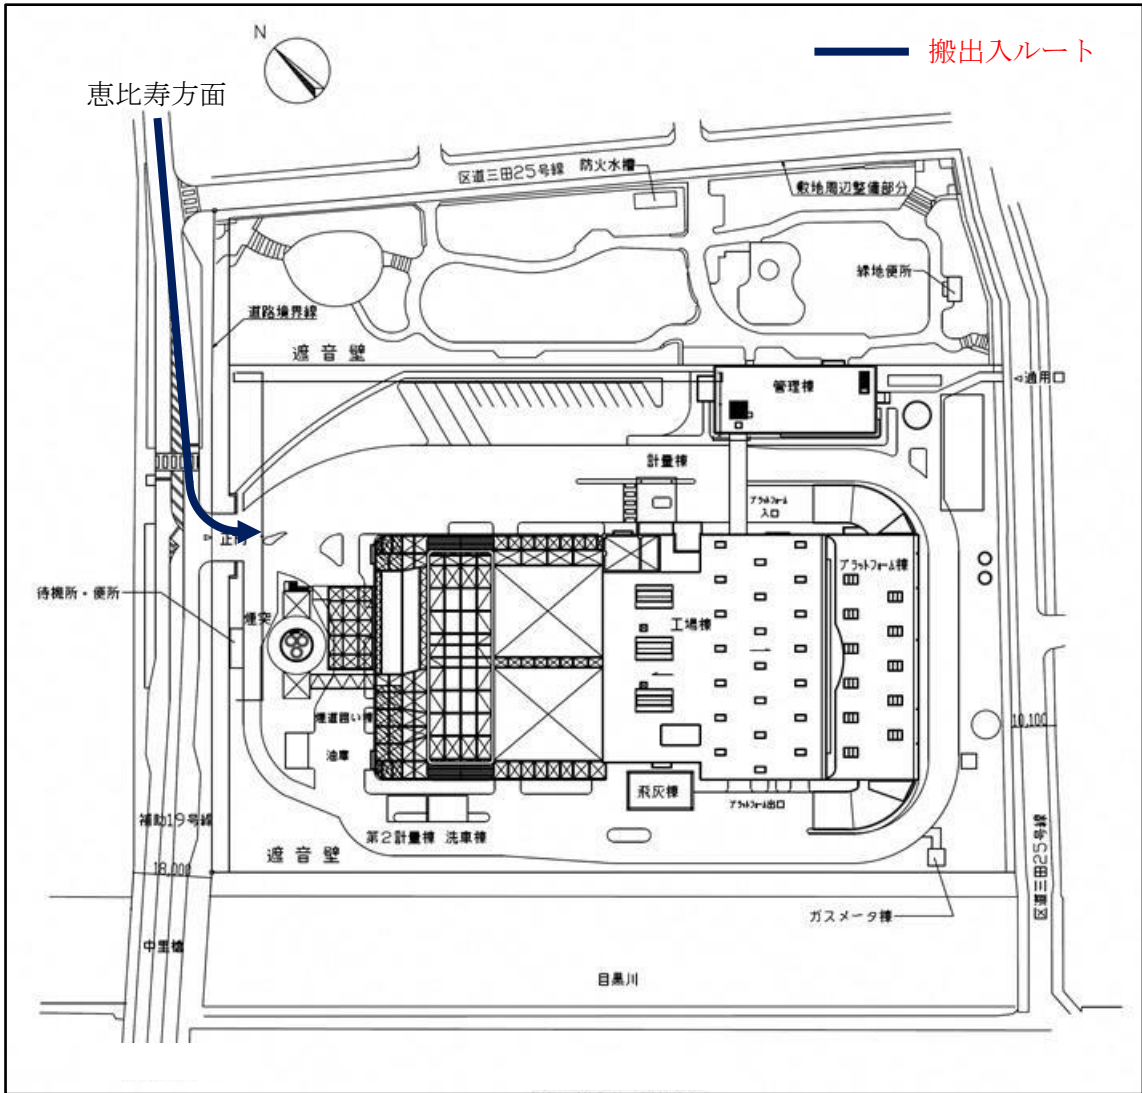 N
搬出入ルート
恵比寿方面
区道三田25号線
防火水槽
敷地周辺整備部分
緑地便所
道路境界線
遮音壁
管理棟
◁通用口
計量棟
プラットフォーム
入口
▷正門
プラットフォーム棟
待機所・便所
煙突
工場棟
煙道囲い棟
油庫
10,100
飛灰棟
プラットフォーム出口
補助19号線
第2計量棟
洗車棟
遮音壁
18,000
区道三田25号線
ガスメータ棟
中里橋
目黒川